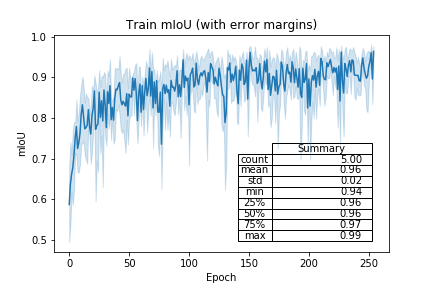 Train mIoU (with error margins)
1.0
0.9
0.8
0.7
0.6
0.5
mIoU
Summary
count 5.00
mean 0.96
std 0.02
min 0.94
25% 0.96
50% 0.96
75% 0.97
max 0.99
0 50 100 150 200 250
Epoch